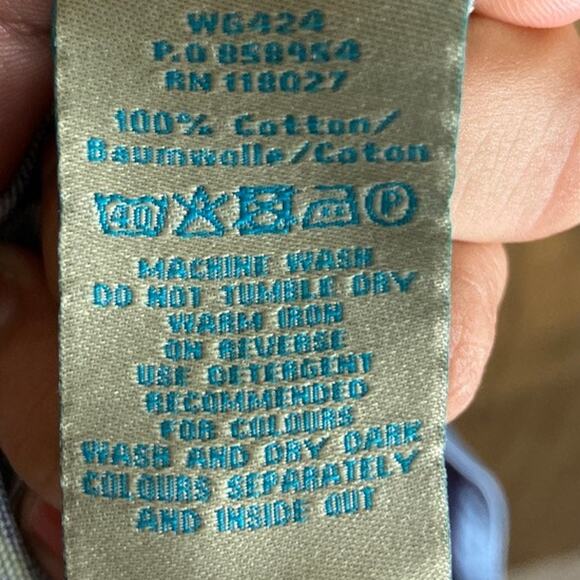 WG424
P.O 858954
RN 118027
100% Cotton/
Baumwolle/Coton
40 P
MACHINE WASH
DO NOT TUMBLE DRY
WARM IRON
ON REVERSE
USE DETERGENT
RECOMMENDED
FOR COLOURS
WASH AND DRY DARK
COLOURS SEPARATELY
AND INSIDE OUT